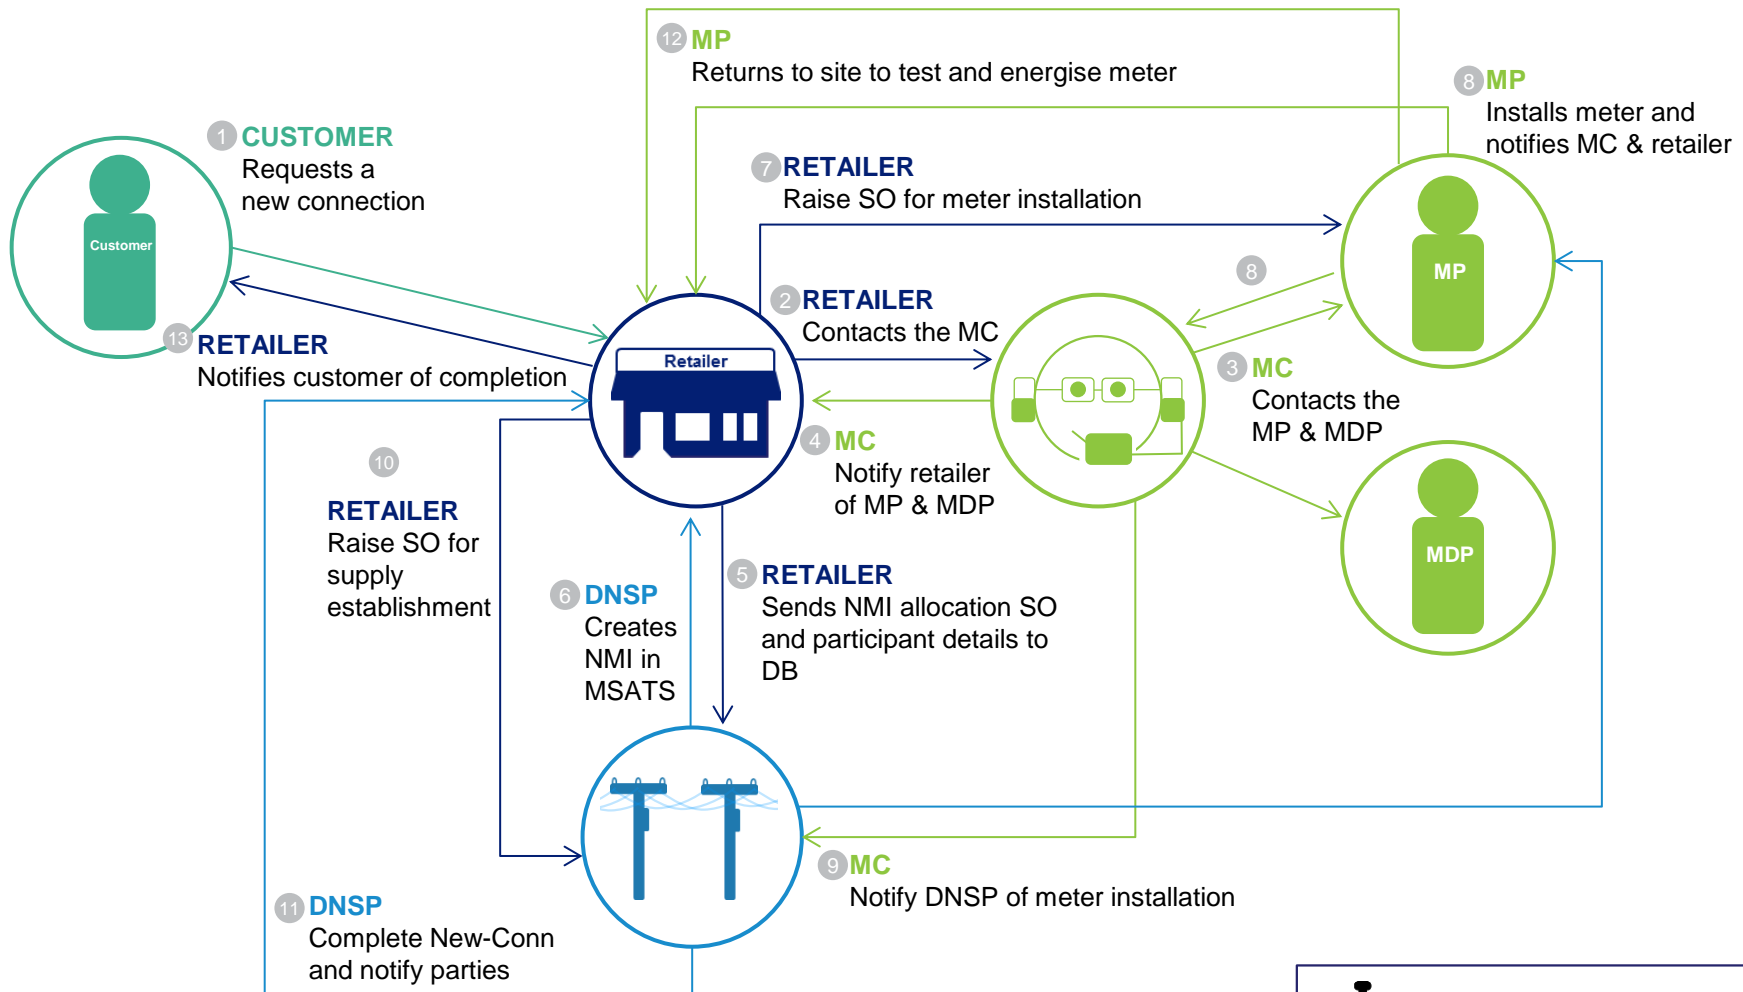 12 MP
Returns to site to test and energise meter
8 MP
Installs meter and
notifies MC & retailer
1 CUSTOMER
Requests a
new connection
7 RETAILER
Raise SO for meter installation
Customer
MP
8
2 RETAILER
Contacts the MC
13 RETAILER
Notifies customer of completion
Retailer
3 MC
Contacts the
MP & MDP
4 MC
Notify retailer
of MP & MDP
10
RETAILER
Raise SO for
supply
establishment
MDP
6 DNSP
Creates
NMI in
MSATS
5 RETAILER
Sends NMI allocation SO
and participant details to
DB
9 MC
Notify DNSP of meter installation
11 DNSP
Complete New-Conn
and notify parties